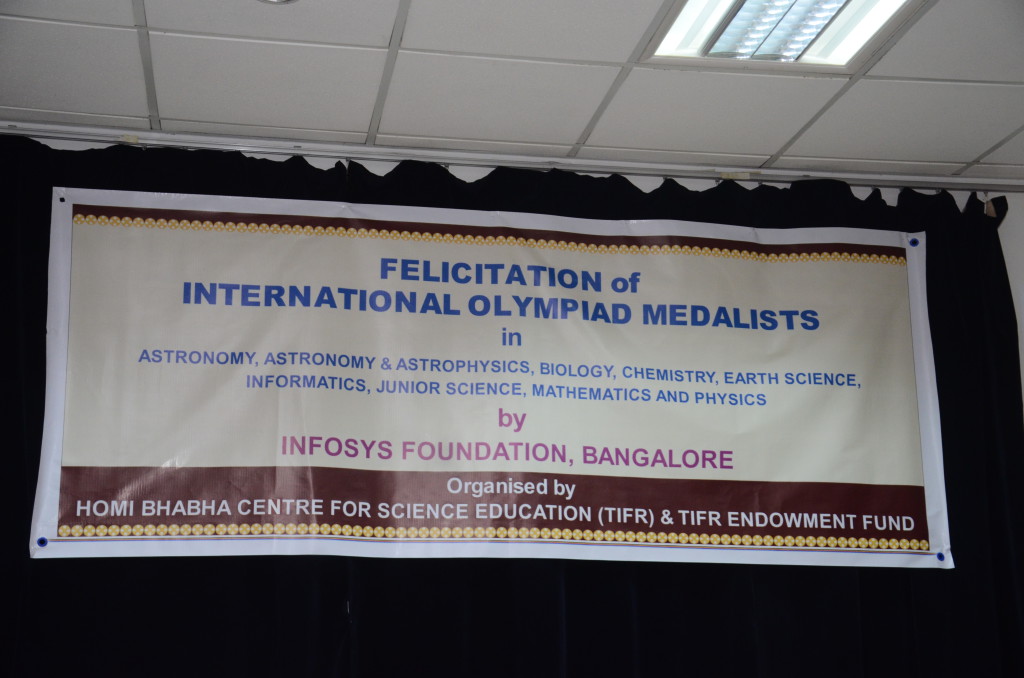 FELICITATION of
INTERNATIONAL OLYMPIAD MEDALISTS
in
ASTRONOMY, ASTRONOMY & ASTROPHYSICS, BIOLOGY, CHEMISTRY, EARTH SCIENCE,
INFORMATICS, JUNIOR SCIENCE, MATHEMATICS AND PHYSICS
by
INFOSYS FOUNDATION, BANGALORE
Organised by
HOMI BHABHA CENTRE FOR SCIENCE EDUCATION (TIFR) & TIFR ENDOWMENT FUND